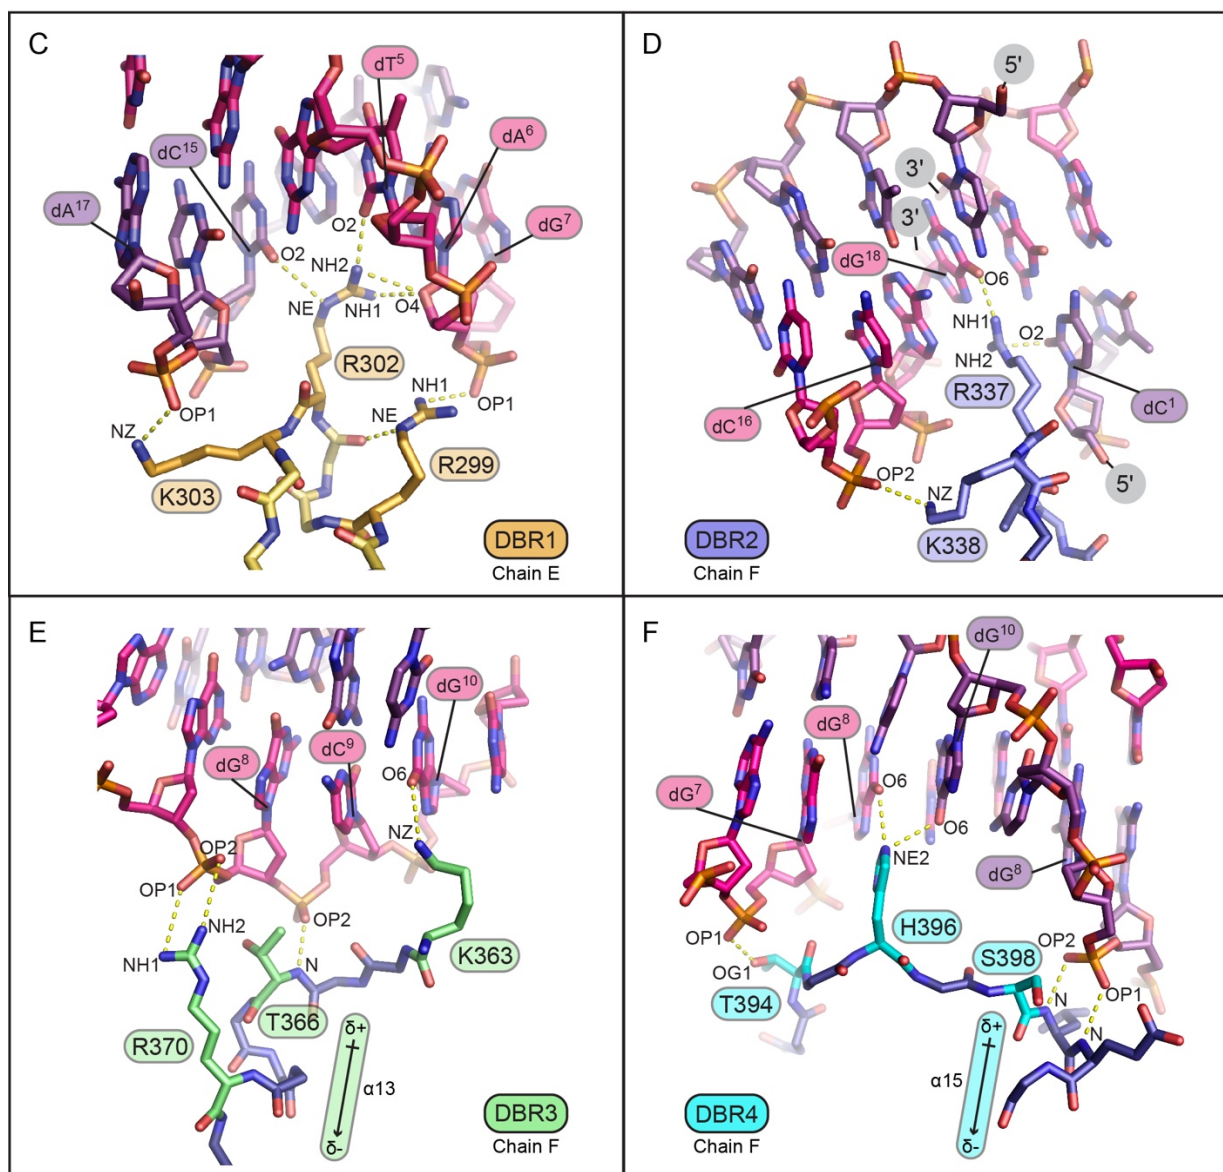 C
dT5
dC15
dA6
dA17
dG7
O2
O2
NH2
NE
NH1
O4
R302
NH1
OP1
NE
OP1
NZ
R299
K303
DBR1
Chain E
D
5'
3'
3'
dG18
O6
NH1
O2
NH2
R337
dC1
dC16
OP2
NZ
5'
K338
DBR2
Chain F
E
dG10
dC9
dG8
O6
OP2
NZ
OP1
OP2
NH2
NH1
N
K363
T366
R370
δ+
α13
δ-
DBR3
Chain F
F
dG10
dG8
dG7
O6
O6
NE2
dG8
H396
OP1
OP2
S398
OG1
OP1
T394
N
N
δ+
α15
δ-
DBR4
Chain F